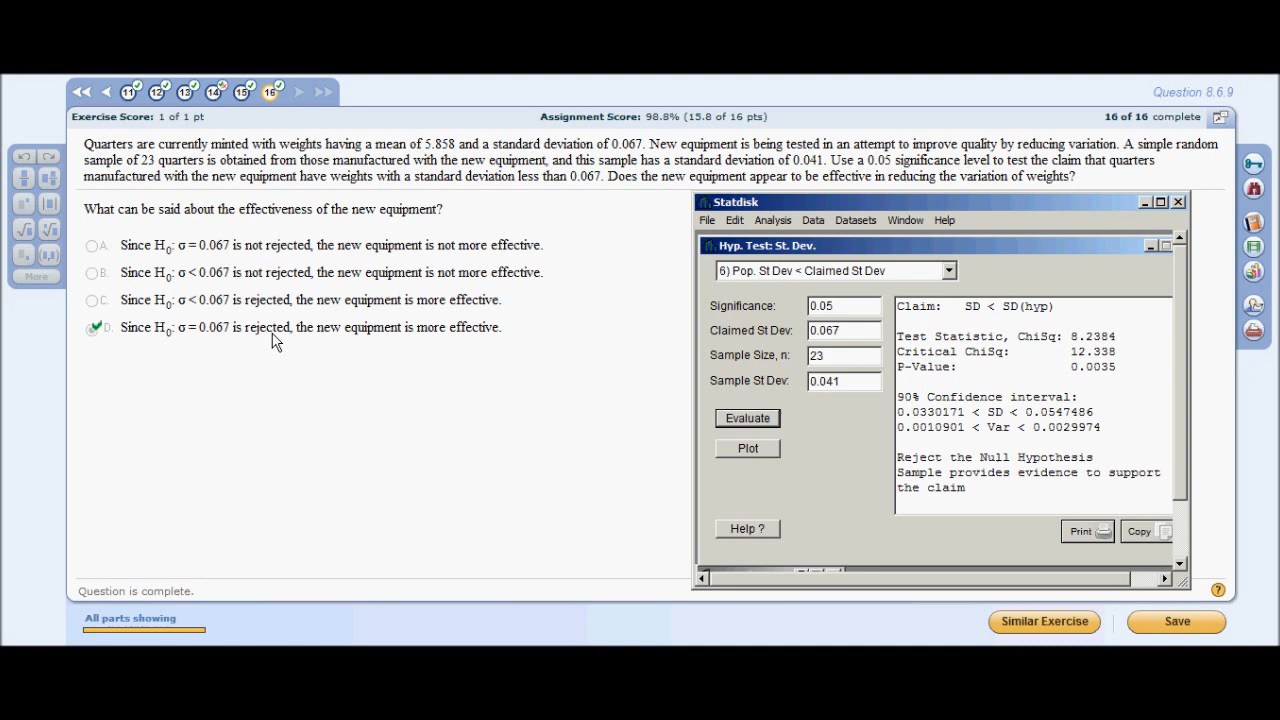 11 12 13 14 15 16
Question 8.6.9
Exercise Score: 1 of 1 pt
Assignment Score: 98.8% (15.8 of 16 pts)
16 of 16 complete
Quarters are currently minted with weights having a mean of 5.858 and a standard deviation of 0.067. New equipment is being tested in an attempt to improve quality by reducing variation. A simple random
sample of 23 quarters is obtained from those manufactured with the new equipment, and this sample has a standard deviation of 0.041. Use a 0.05 significance level to test the claim that quarters
manufactured with the new equipment have weights with a standard deviation less than 0.067. Does the new equipment appear to be effective in reducing the variation of weights?
What can be said about the effectiveness of the new equipment?
A. Since H0: σ = 0.067 is not rejected, the new equipment is not more effective.
B. Since H0: σ < 0.067 is not rejected, the new equipment is not more effective.
C. Since H0: σ < 0.067 is rejected, the new equipment is more effective.
D. Since H0: σ = 0.067 is rejected, the new equipment is more effective.
More
Statdisk
File Edit Analysis Data Datasets Window Help
Hyp. Test: St. Dev.
6) Pop. St Dev < Claimed St Dev
Significance: 0.05
Claimed St Dev: 0.067
Sample Size, n: 23
Sample St Dev: 0.041
Evaluate
Plot
Help ?
Claim: SD < SD(hyp)
Test Statistic, ChiSq: 8.2384
Critical ChiSq: 12.338
P-Value: 0.0035
90% Confidence interval:
0.0330171 < SD < 0.0547486
0.0010901 < Var < 0.0029974
Reject the Null Hypothesis
Sample provides evidence to support
the claim
Print Copy
Question is complete.
?
All parts showing
Similar Exercise
Save